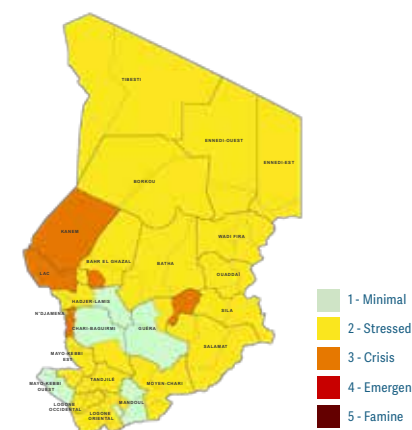 TIBESTI
ENNEDI-OUEST
ENNEDI-EST
BORKOU
KANEM
WADI FIRA
BAHR EL GHAZAL
BATHA
LAC
OUADDAÏ
HADJER-LAMIS
SILA
N'DJAMENA
CHARI-BAGUIRMI
GUÉRA
SALAMAT
MAYO-KEBBI
EST
TANDJILE
MAYO-KEBBI
OUEST
MOYEN-CHARI
MANDOUL
LOGONE
OCCIDENTAL
LOGONE
ORIENTAL
1 - Minimal
2 - Stressed
3 - Crisis
4 - Emergen
5 - Famine